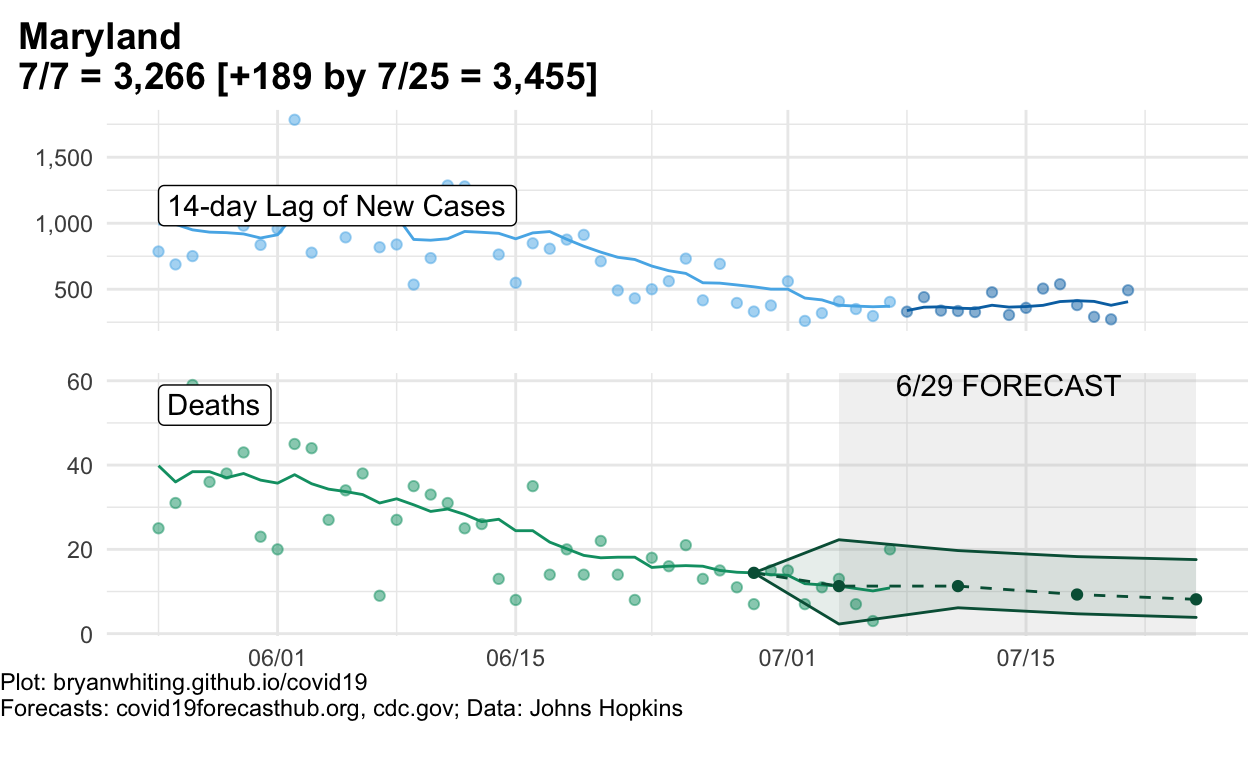 Maryland
7/7 = 3,266 [+189 by 7/25 = 3,455]
1,500
1,000
500
14-day Lag of New Cases
60
40
20
0
Deaths
6/29 FORECAST
06/01 06/15 07/01 07/15
Plot: bryanwhiting.github.io/covid19
Forecasts: covid19forecasthub.org, cdc.gov; Data: Johns Hopkins